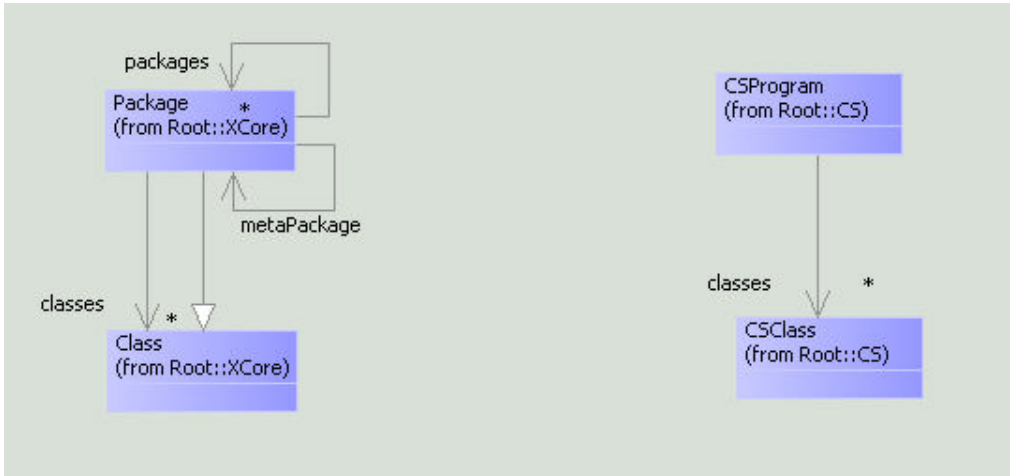 packages
Package
*
(from Root::XCore)
metaPackage
classes
*
Class
(from Root::XCore)
CSProgram
(from Root::CS)
classes
*
CSClass
(from Root::CS)